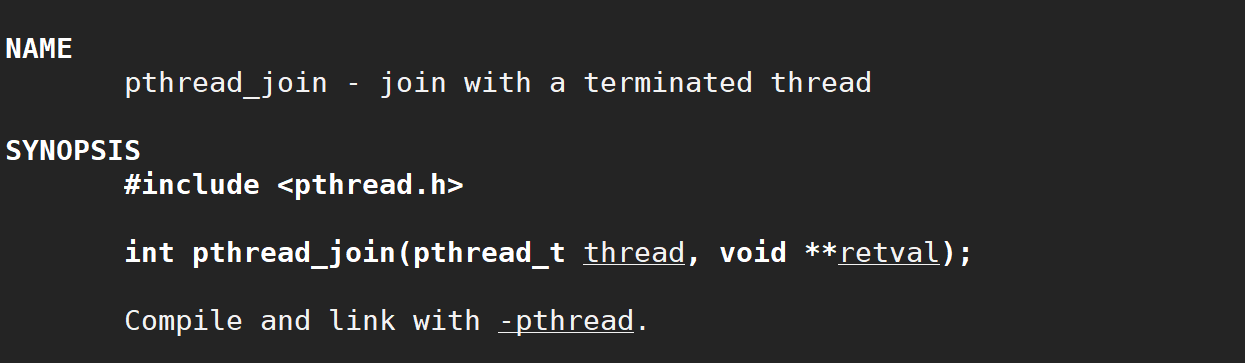 NAME
pthread_join - join with a terminated thread
SYNOPSIS
#include <pthread.h>
int pthread_join(pthread_t thread, void **retval);
Compile and link with -pthread.